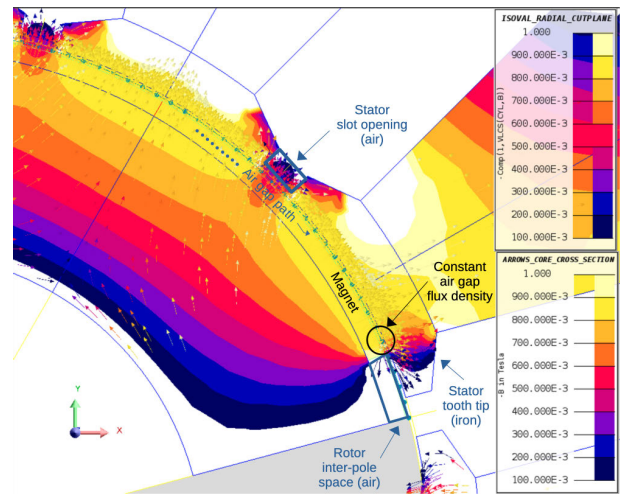 ISOVAL_RADIAL_CUTPLANE
1.000
900.000E-3
800.000E-3
700.000E-3
600.000E-3
500.000E-3
400.000E-3
300.000E-3
200.000E-3
100.000E-3
-Comp(1,VLCS(CYL,B))
ARROWS_CORE_CROSS_SECTION
1.000
900.000E-3
800.000E-3
700.000E-3
600.000E-3
500.000E-3
400.000E-3
300.000E-3
200.000E-3
100.000E-3
-B in Tesla
Stator
slot opening
(air)
Air gap path
Magnet
Constant
air gap
flux density
Stator
tooth tip
(iron)
Rotor
inter-pole
space (air)
Y
X